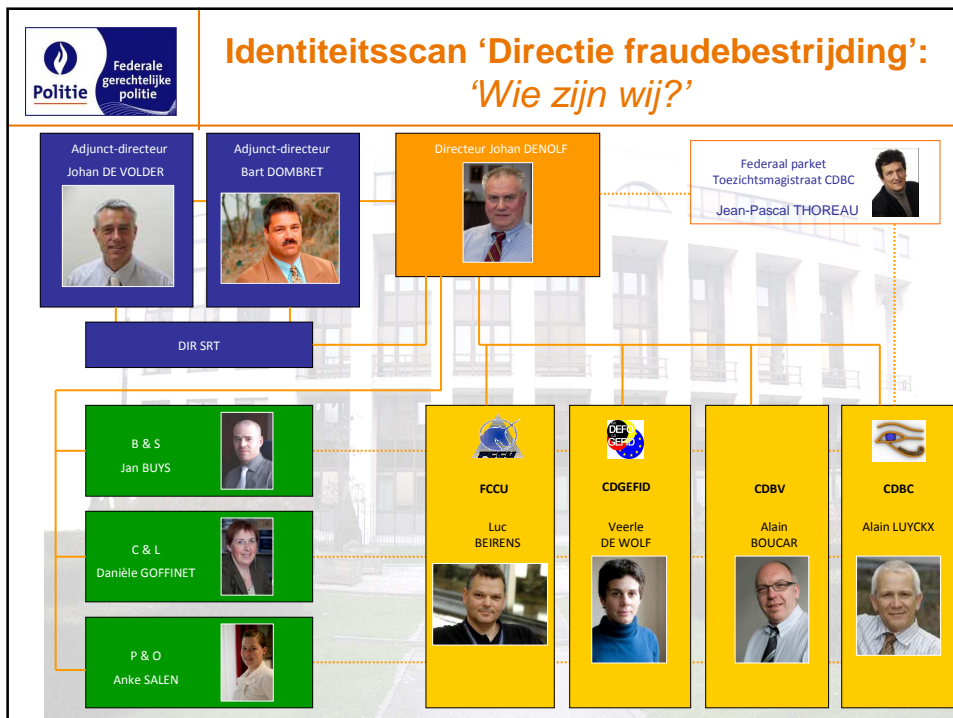 Politie
Federale
gerechtelijke
politie
Identiteitsscan ‘Directie fraudebestrijding’:
‘Wie zijn wij?’
Adjunct-directeur
Johan DE VOLDER
Adjunct-directeur
Bart DOMBRET
Directeur Johan DENOLF
Federaal parket
Toezichtsmagistraat CDBC
Jean-Pascal THOREAU
DIR SRT
B & S
Jan BUYS
C & L
Danièle GOFFINET
P & O
Anke SALEN
FCCU
Luc
BEIRENS
GEFID
CDGEFID
Veerle
DE WOLF
CDBV
Alain
BOUCAR
CDBC
Alain LUYCKX